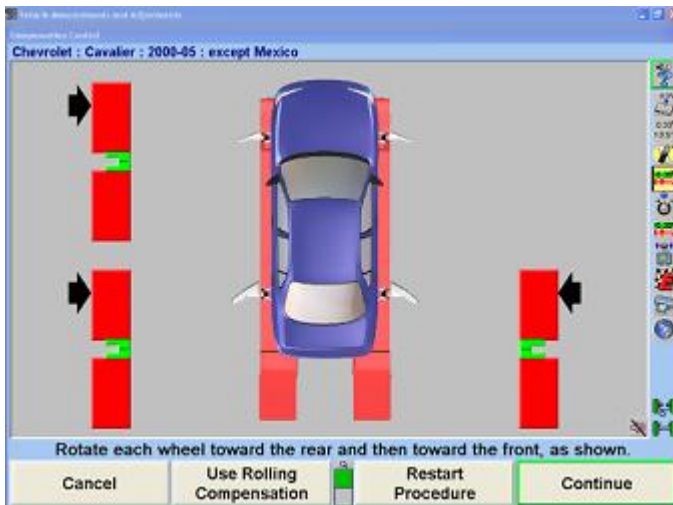 Chevrolet : Cavalier : 2000-05 : except Mexico
Rotate each wheel toward the rear and then toward the front, as shown.
Cancel
Use Rolling
Compensation
Restart
Procedure
Continue